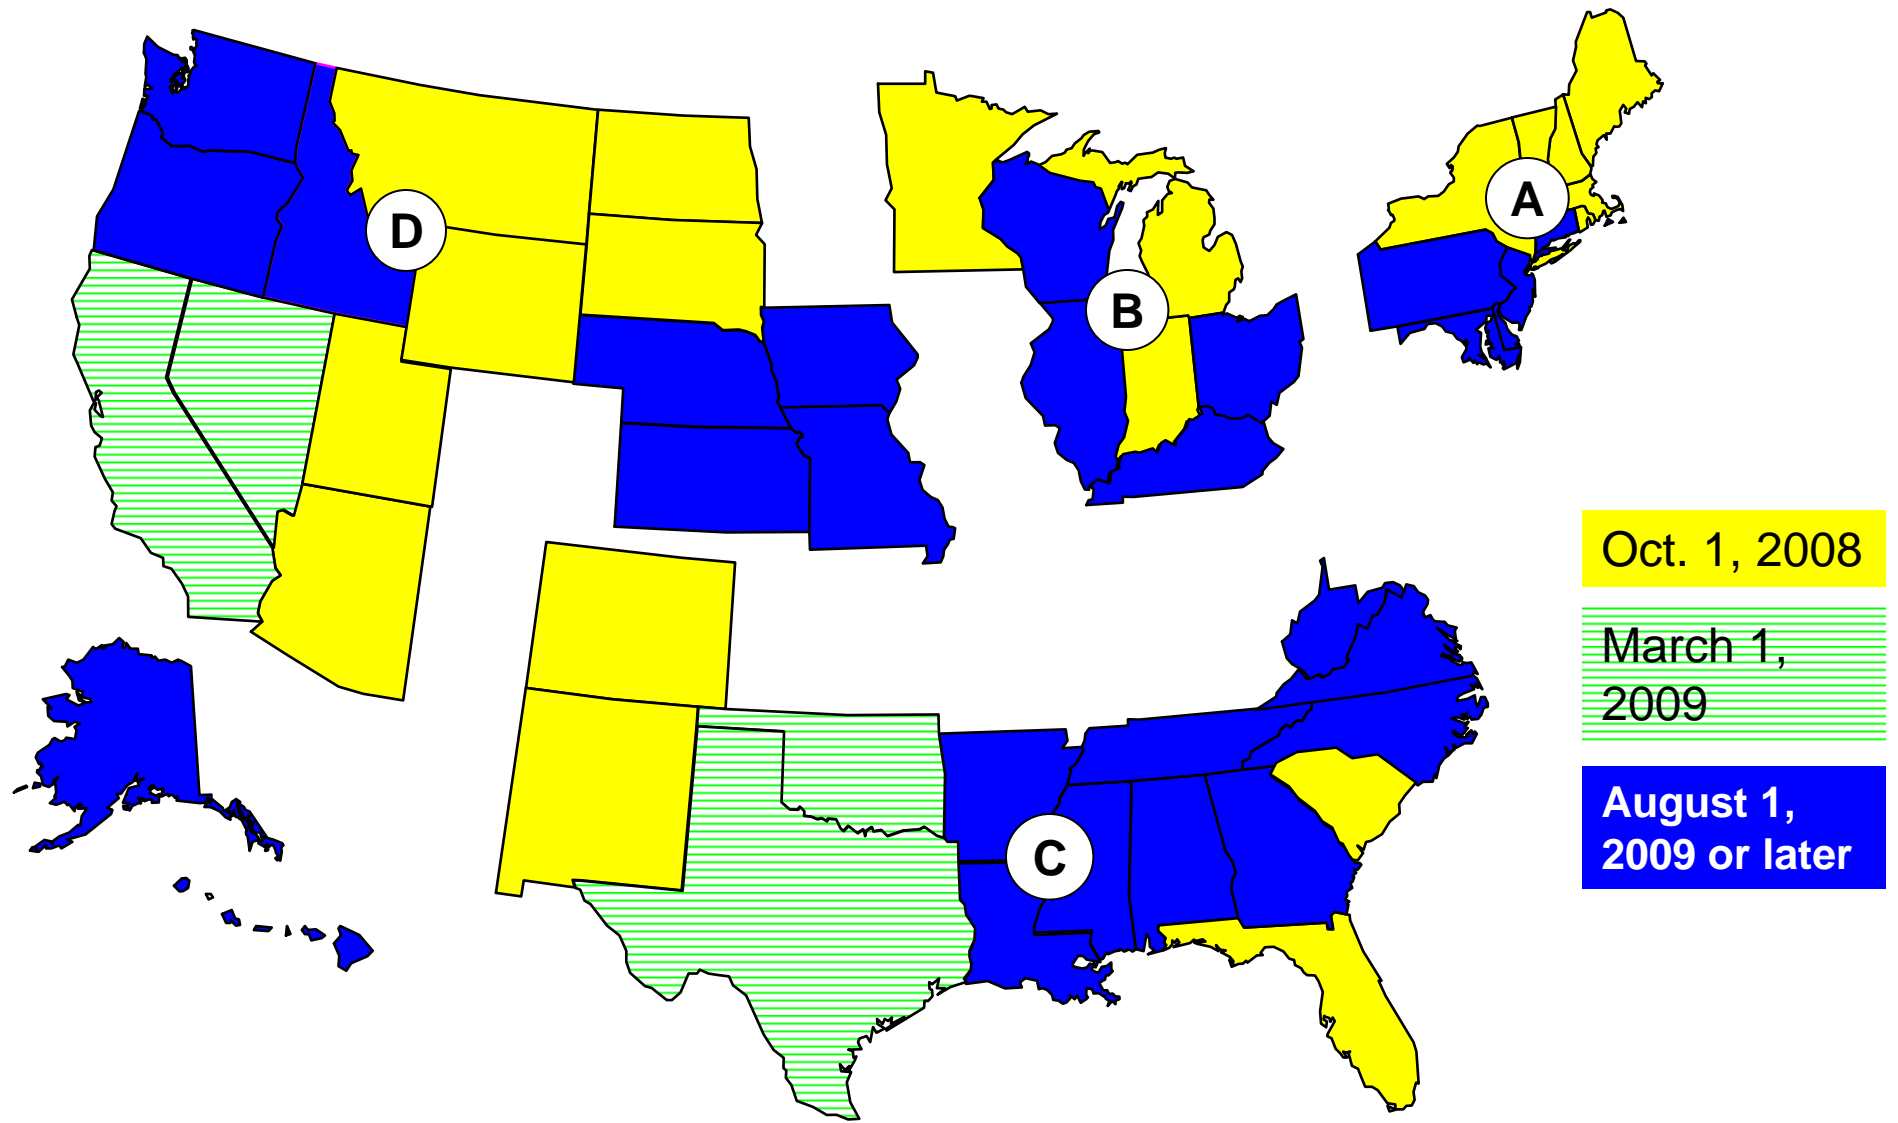 A
D
B
C
Oct. 1, 2008
March 1,
2009
August 1,
2009 or later